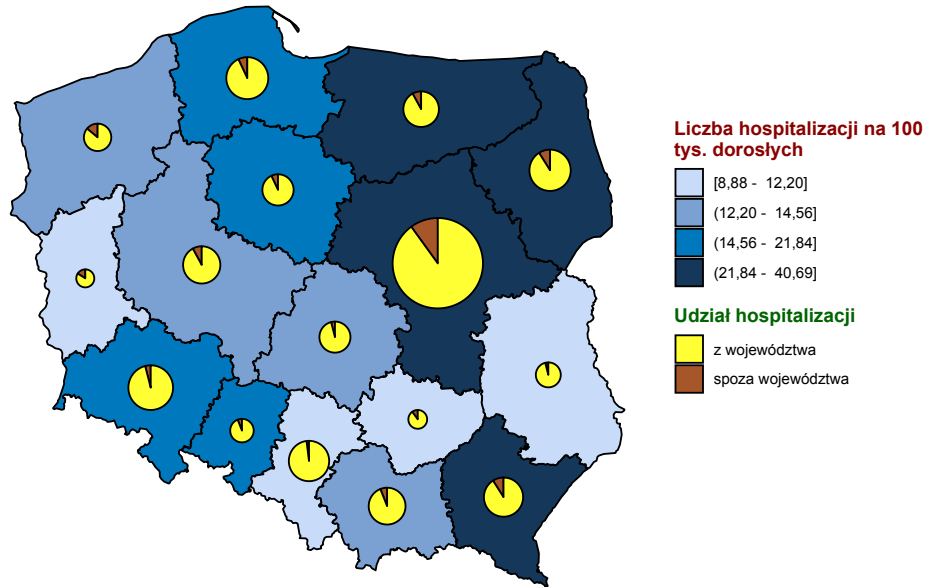 Liczba hospitalizacji na 100
tys. dorosłych
[8,88 - 12,20]
(12,20 - 14,56]
(14,56 - 21,84]
(21,84 - 40,69]
Udział hospitalizacji
z województwa
spoza województwa